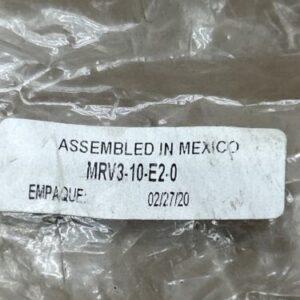 ASSEMBLED IN MEXICO
MRV3-10-E2-0
EMPAQUE: 02/27/20